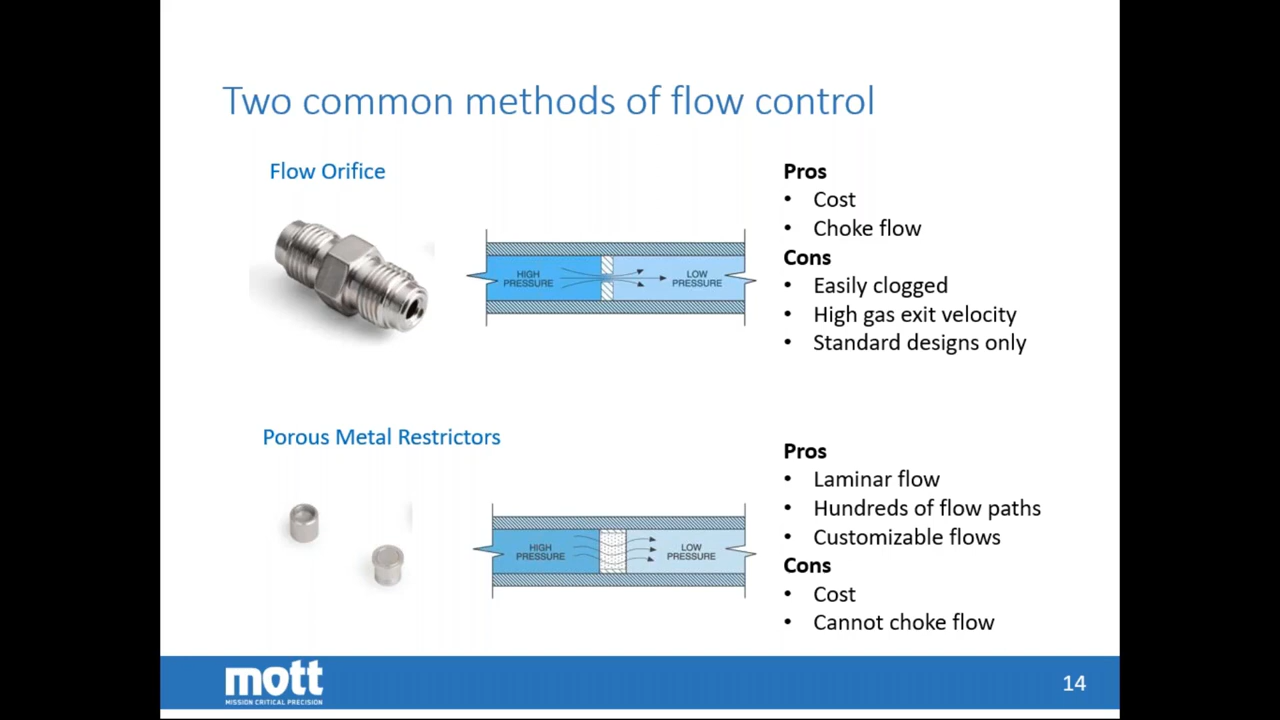 Two common methods of flow control
Flow Orifice
HIGH
PRESSURE
LOW
PRESSURE
Pros
• Cost
• Choke flow
Cons
• Easily clogged
• High gas exit velocity
• Standard designs only
Porous Metal Restrictors
HIGH
PRESSURE
LOW
PRESSURE
Pros
• Laminar flow
• Hundreds of flow paths
• Customizable flows
Cons
• Cost
• Cannot choke flow
mott
MISSION CRITICAL PRECISION
14